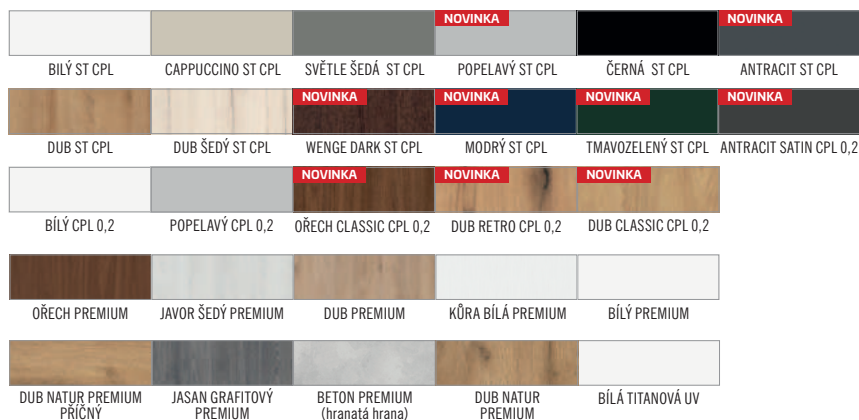 NOVINKA NOVINKA
BILÝ ST CPL CAPPUCCINO ST CPL SVĚTLE ŠEDÁ ST CPL POPELAVÝ ST CPL ČERNÁ ST CPL ANTRACIT ST CPL
NOVINKA NOVINKA NOVINKA NOVINKA
DUB ST CPL DUB ŠEDÝ ST CPL WENGE DARK ST CPL MODRÝ ST CPL TMAVOZELENÝ ST CPL ANTRACIT SATIN CPL 0,2
NOVINKA NOVINKA NOVINKA
BÍLÝ CPL 0,2 POPELAVÝ CPL 0,2 OŘECH CLASSIC CPL 0,2 DUB RETRO CPL 0,2 DUB CLASSIC CPL 0,2
OŘECH PREMIUM JAVOR ŠEDÝ PREMIUM DUB PREMIUM KŮRA BÍLÁ PREMIUM BÍLÝ PREMIUM
DUB NATUR PREMIUM JASAN GRAFITOVÝ BETON PREMIUM DUB NATUR BÍLÁ TITANOVÁ UV
PŘÍČNÝ PREMIUM (hranatá hrana) PREMIUM